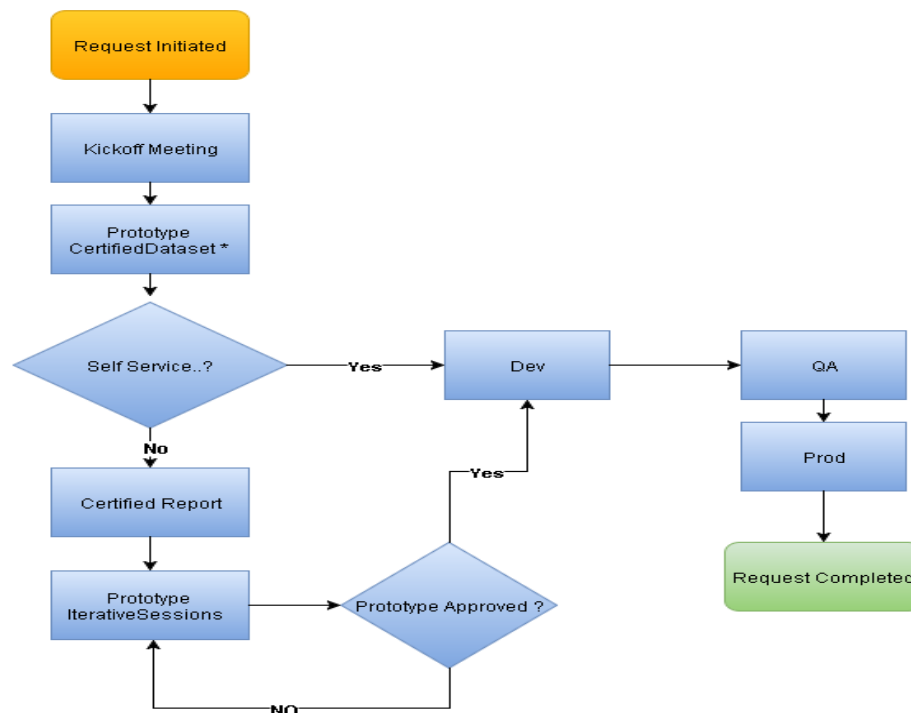 Request Initiated
Kickoff Meeting
Prototype
CertifiedDataset *
Self Service..?
Yes
Dev
QA
No
Prod
Certified Report
Yes
Prototype
IterativeSessions
Prototype Approved ?
Request Completed
NO